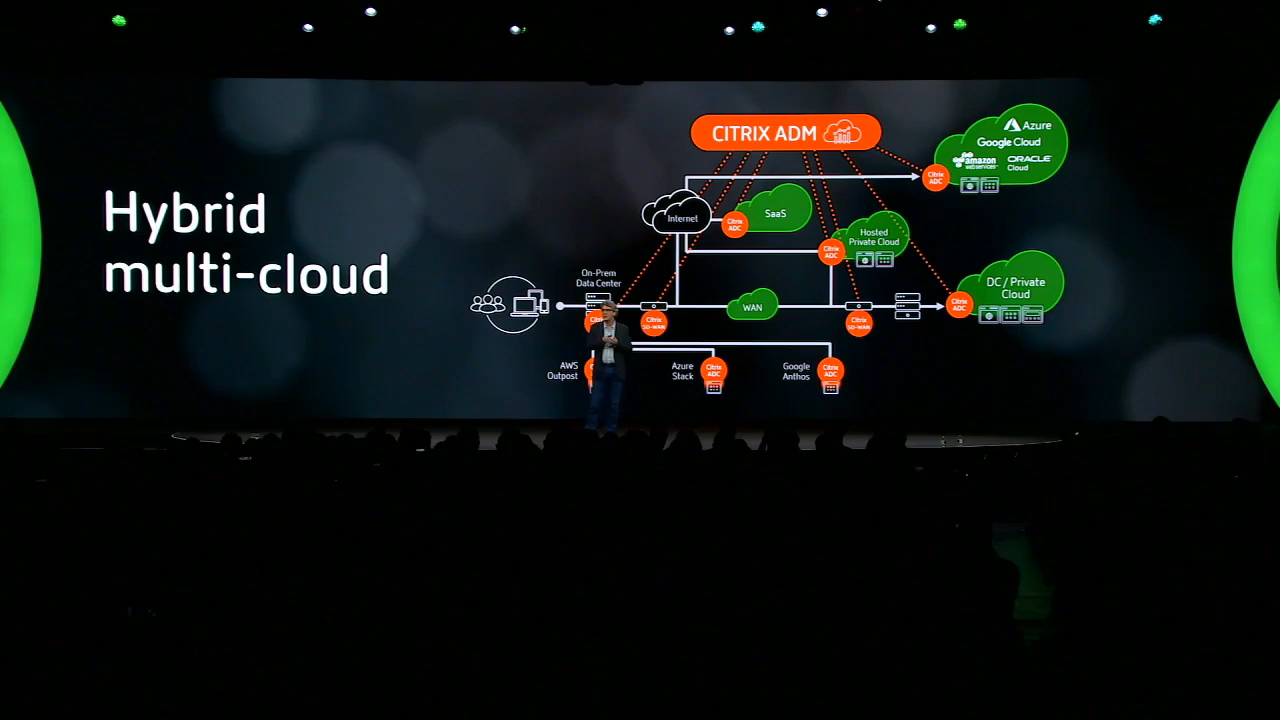 Hybrid
multi-cloud
CITRIX ADM
Azure
Google Cloud
amazon
web services
ORACLE
Cloud
Citrix
ADC
Internet
Citrix
ADC
SaaS
Citrix
ADC
Hosted
Private Cloud
On-Prem
Data Center
Citrix
SD-WAN
WAN
Citrix
SD-WAN
Citrix
ADC
DC / Private
Cloud
AWS
Outpost
Azure
Stack
Citrix
ADC
Google
Anthos
Citrix
ADC